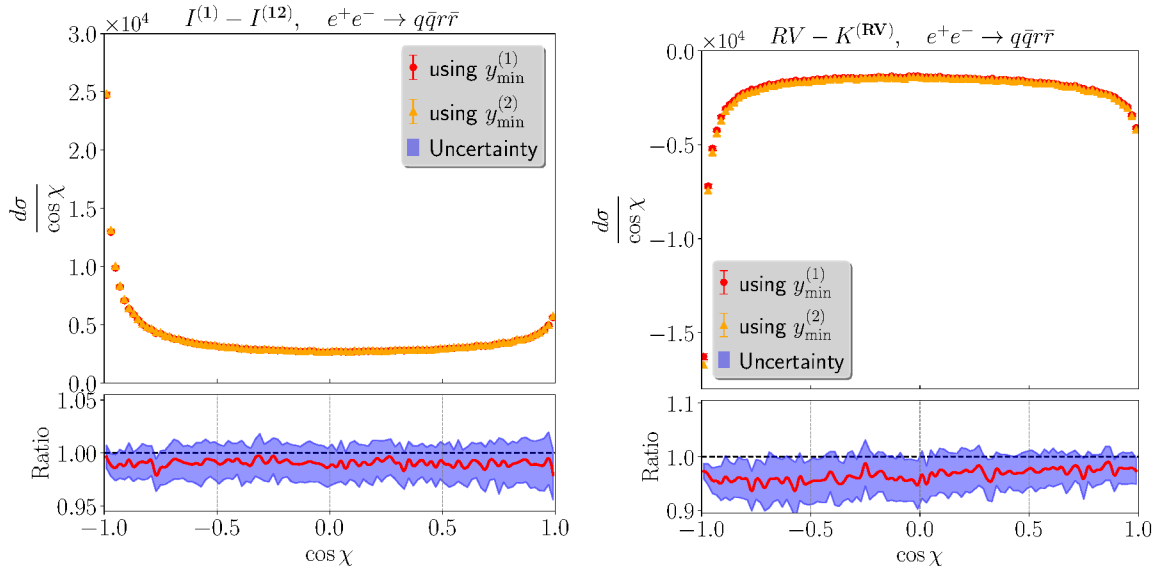 ×10⁴ I⁽¹⁾ − I⁽¹²⁾, e⁺e⁻ → qq̄rr̄
3.0
2.5
2.0
1.5
1.0
0.5
0.0
dσ
cos χ
using y_min^(1)
using y_min^(2)
Uncertainty
1.05
1.00
0.95
Ratio
−1.0 −0.5 0.0 0.5 1.0
cos χ
×10⁴ RV − K⁽ᴿⱽ⁾, e⁺e⁻ → qq̄rr̄
0.0
−0.5
−1.0
−1.5
dσ
cos χ
using y_min^(1)
using y_min^(2)
Uncertainty
1.1
1.0
0.9
Ratio
−1.0 −0.5 0.0 0.5 1.0
cos χ